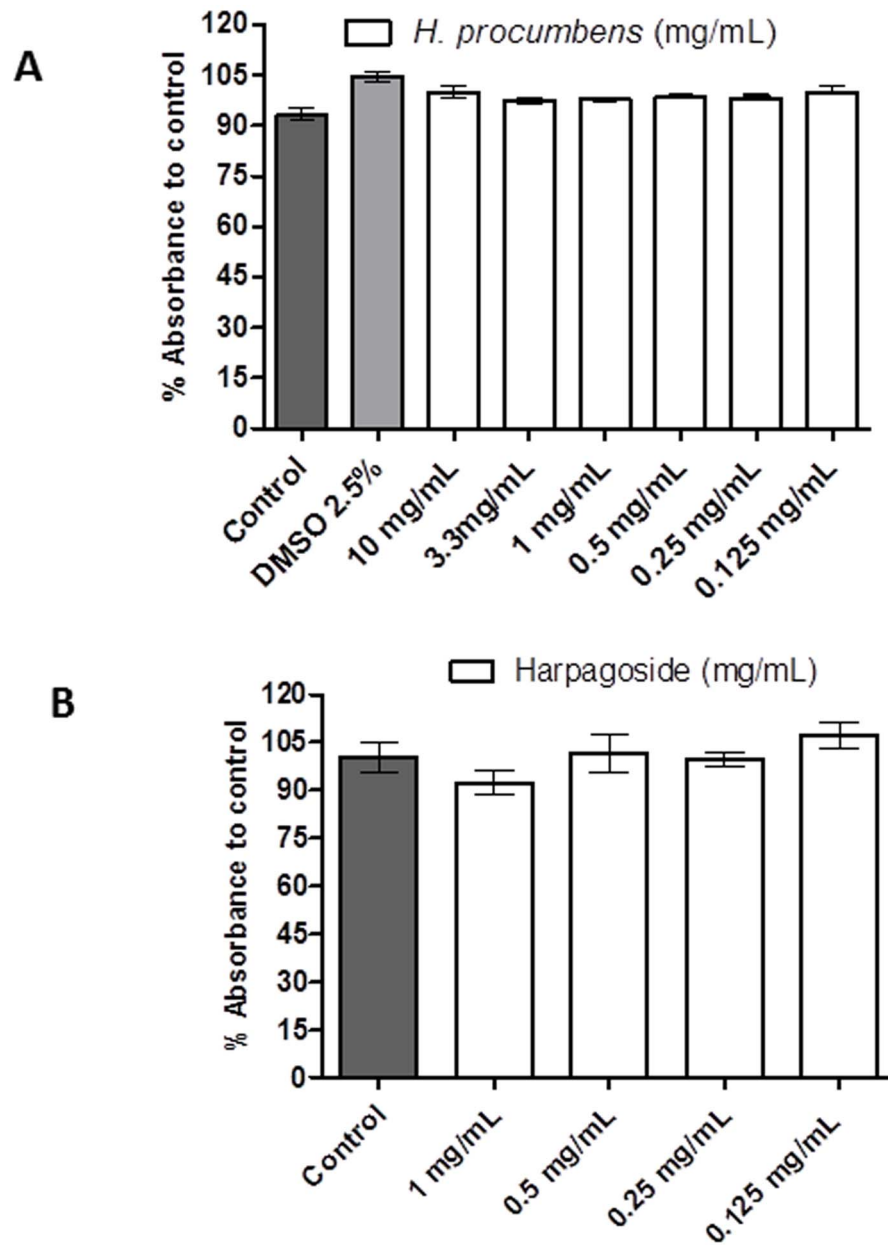 A
H. procumbens (mg/mL)
% Absorbance to control
120
105
90
75
60
45
30
15
0
Control
DMSO 2.5%
10 mg/mL
3.3mg/mL
1 mg/mL
0.5 mg/mL
0.25 mg/mL
0.125 mg/mL
B
Harpagoside (mg/mL)
% Absorbance to control
120
105
90
75
60
45
30
15
0
Control
1 mg/mL
0.5 mg/mL
0.25 mg/mL
0.125 mg/mL